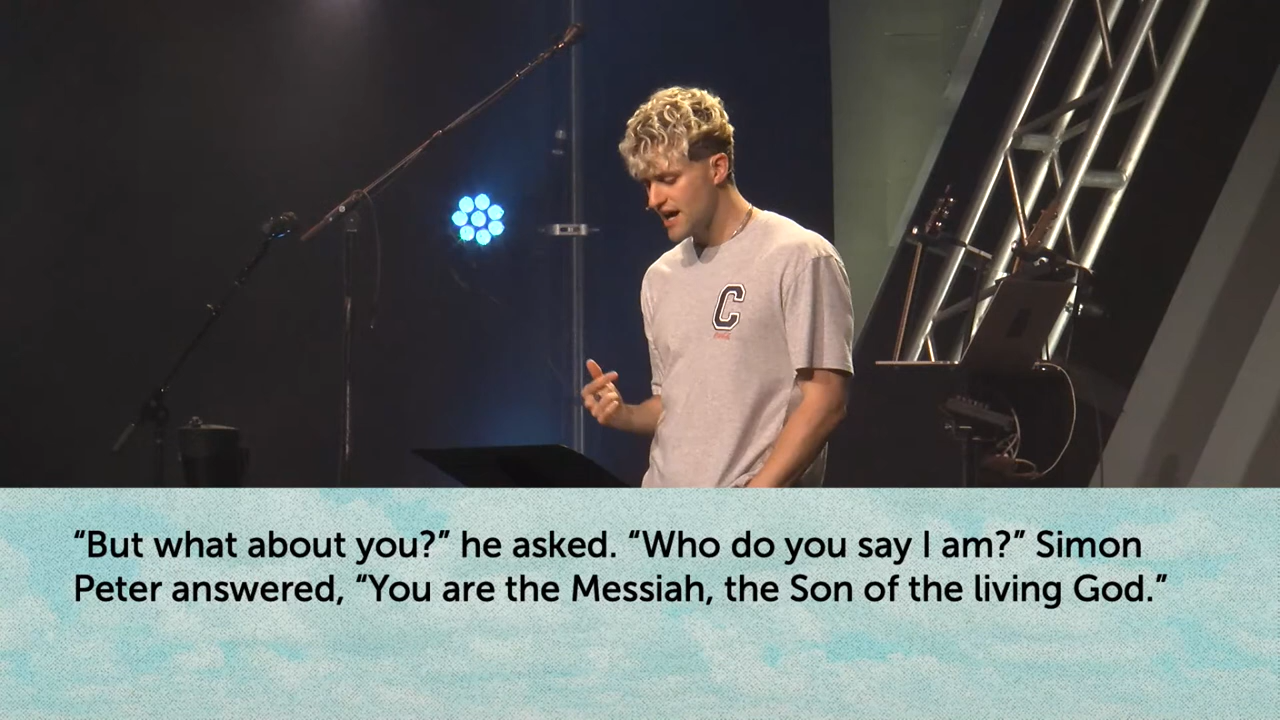 C
“But what about you?” he asked. “Who do you say I am?” Simon
Peter answered, “You are the Messiah, the Son of the living God.”